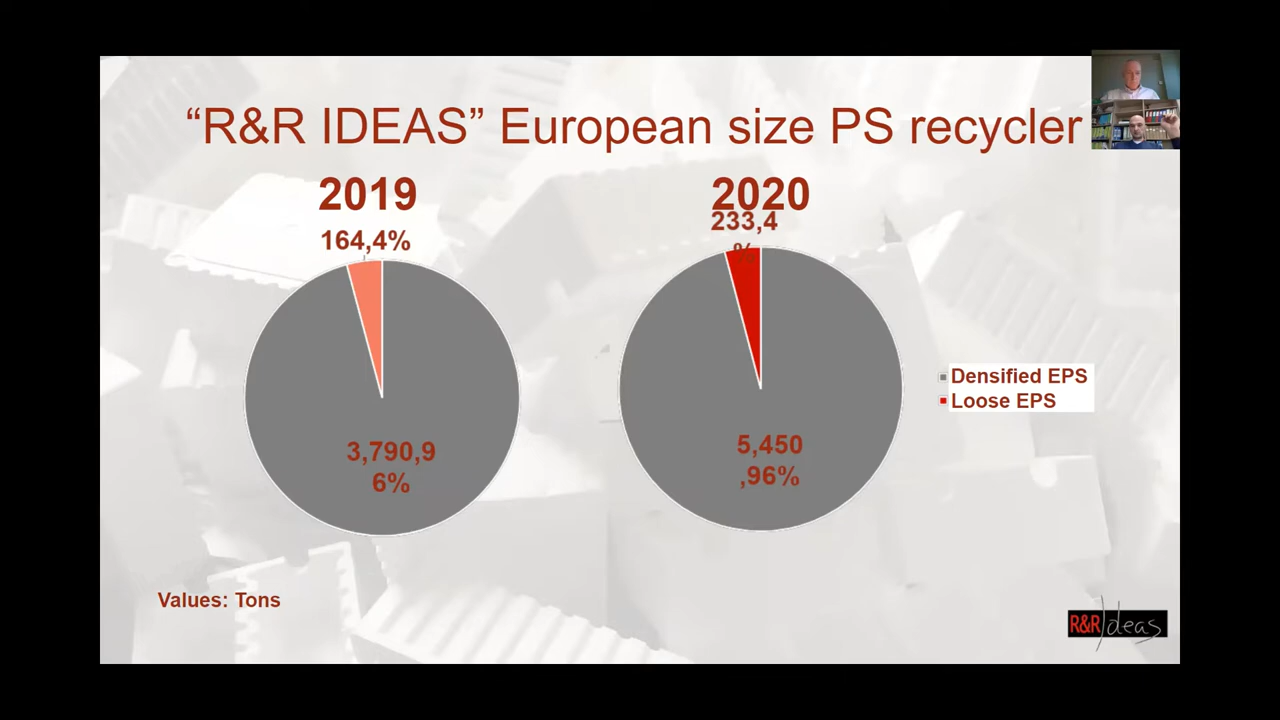 “R&R IDEAS” European size PS recycler
2019
164,4%
3,790,9
6%
2020
233,4
%
5,450
,96%
Densified EPS
Loose EPS
Values: Tons
R&R Ideas